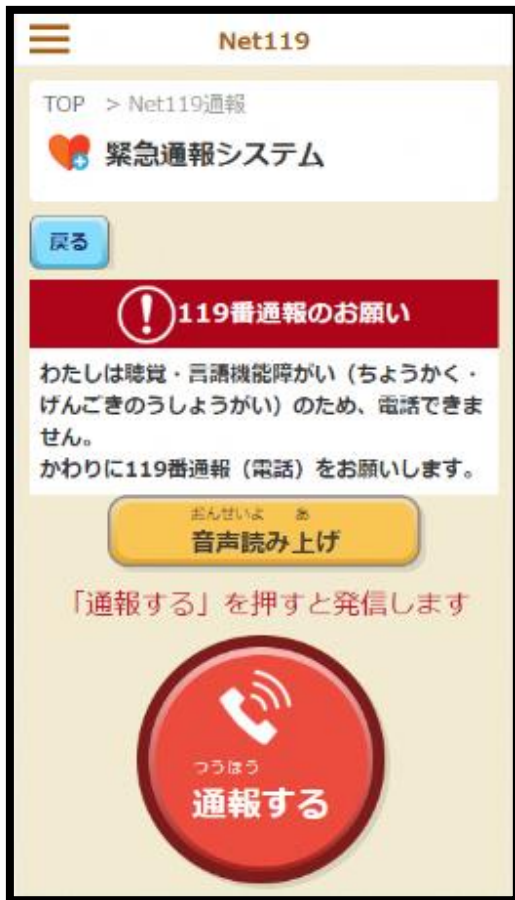 Net119
TOP > Net119通報
緊急通報システム
戻る
119番通報のお願い
わたしは聴覚・言語機能障がい（ちょうかく・
げんごきのうしょうがい）のため、電話できま
せん。
かわりに119番通報（電話）をお願いします。
おんせいよ あ
音声読み上げ
「通報する」を押すと発信します
つうほう
通報する